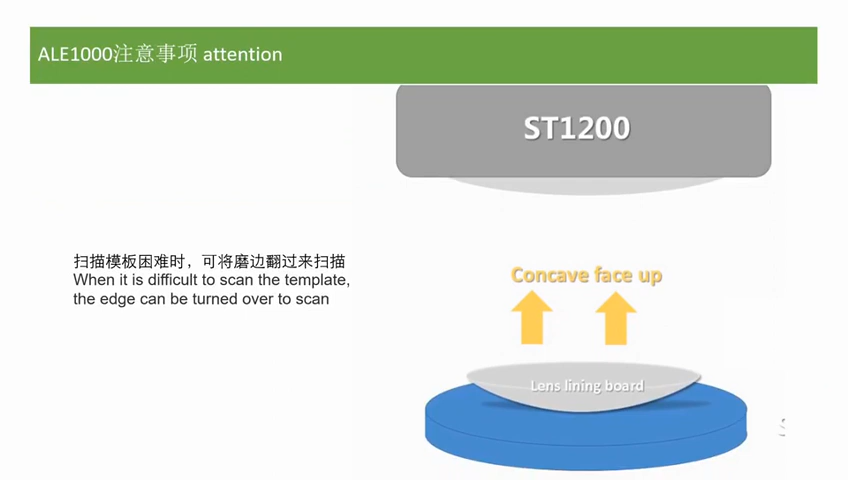 ALE1000注意事项 attention
ST1200
扫描模板困难时，可将磨边翻过来扫描
When it is difficult to scan the template,
the edge can be turned over to scan
Concave face up
Lens lining board